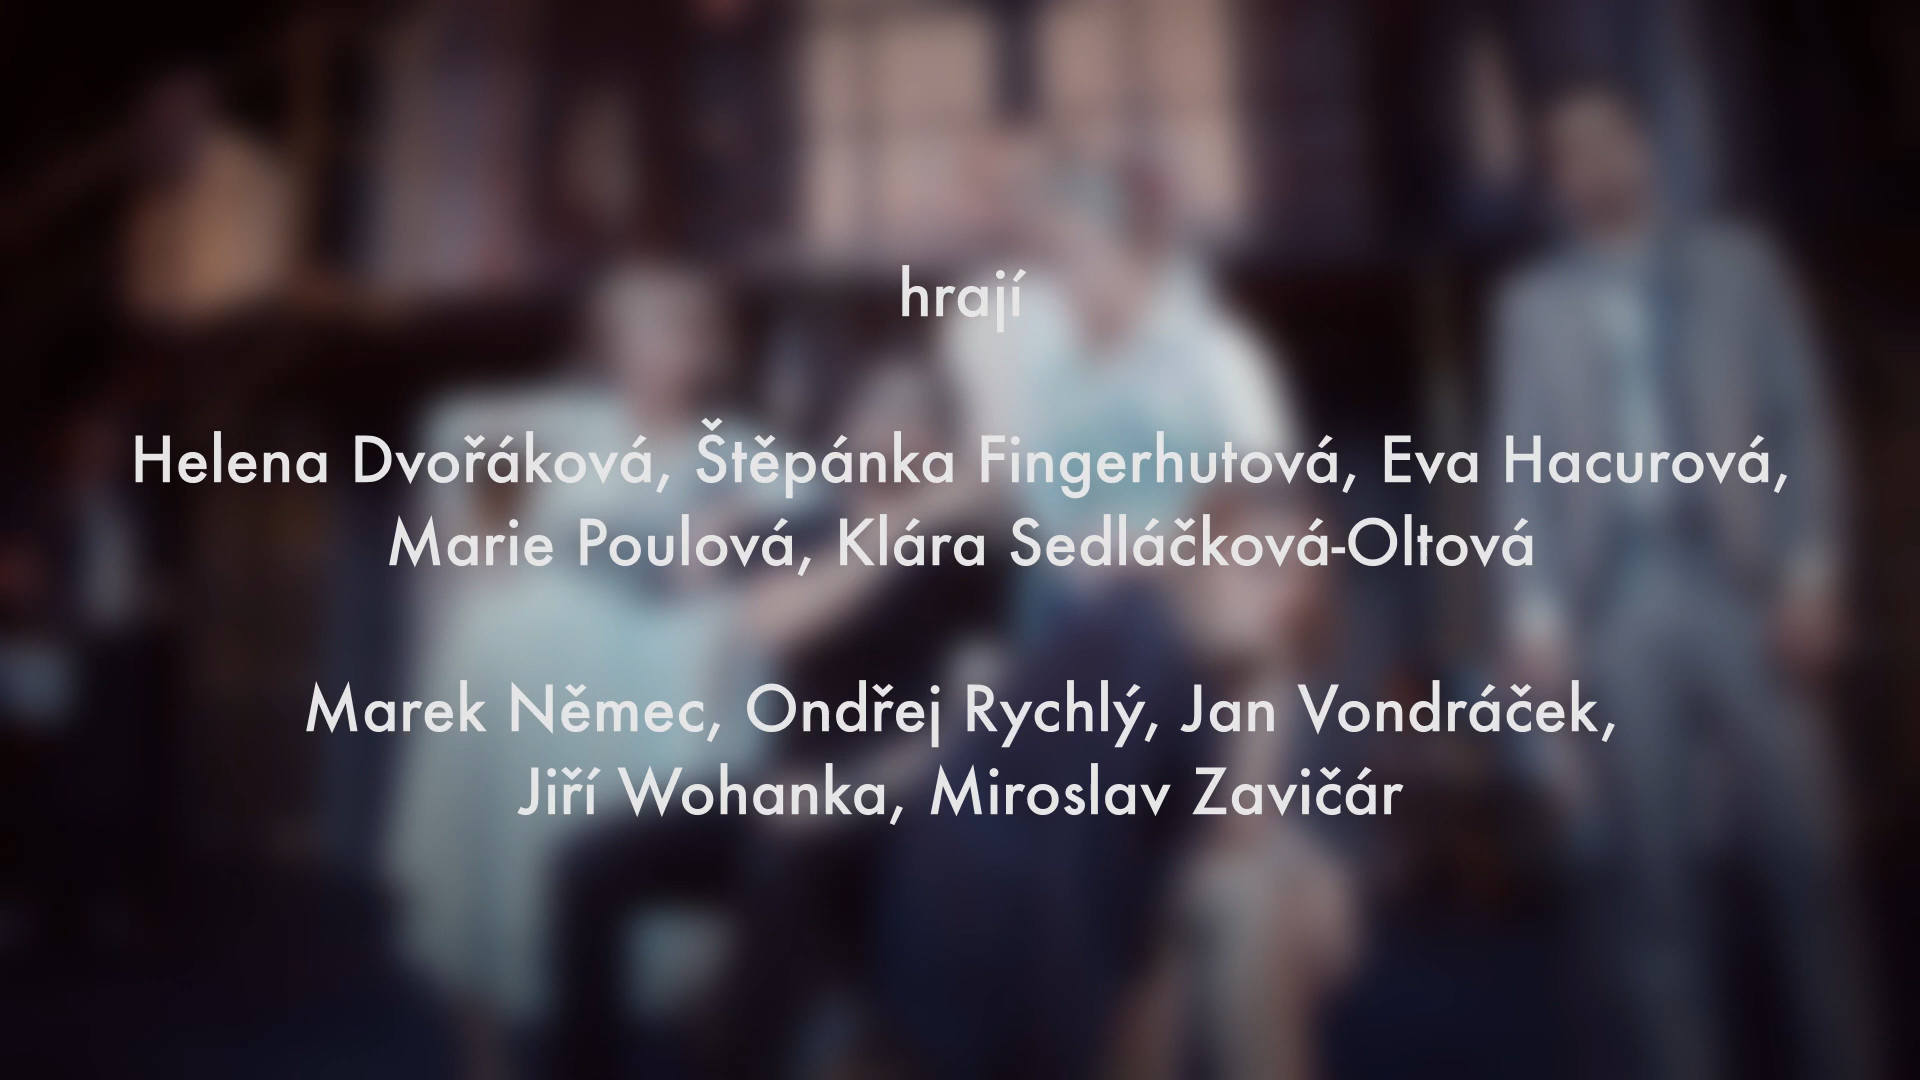 hrají
Helena Dvořáková, Štěpánka Fingerhutová, Eva Hacurová,
Marie Poulová, Klára Sedláčková-Oltová
Marek Němec, Ondřej Rychlý, Jan Vondráček,
Jiří Wohanka, Miroslav Zavičár